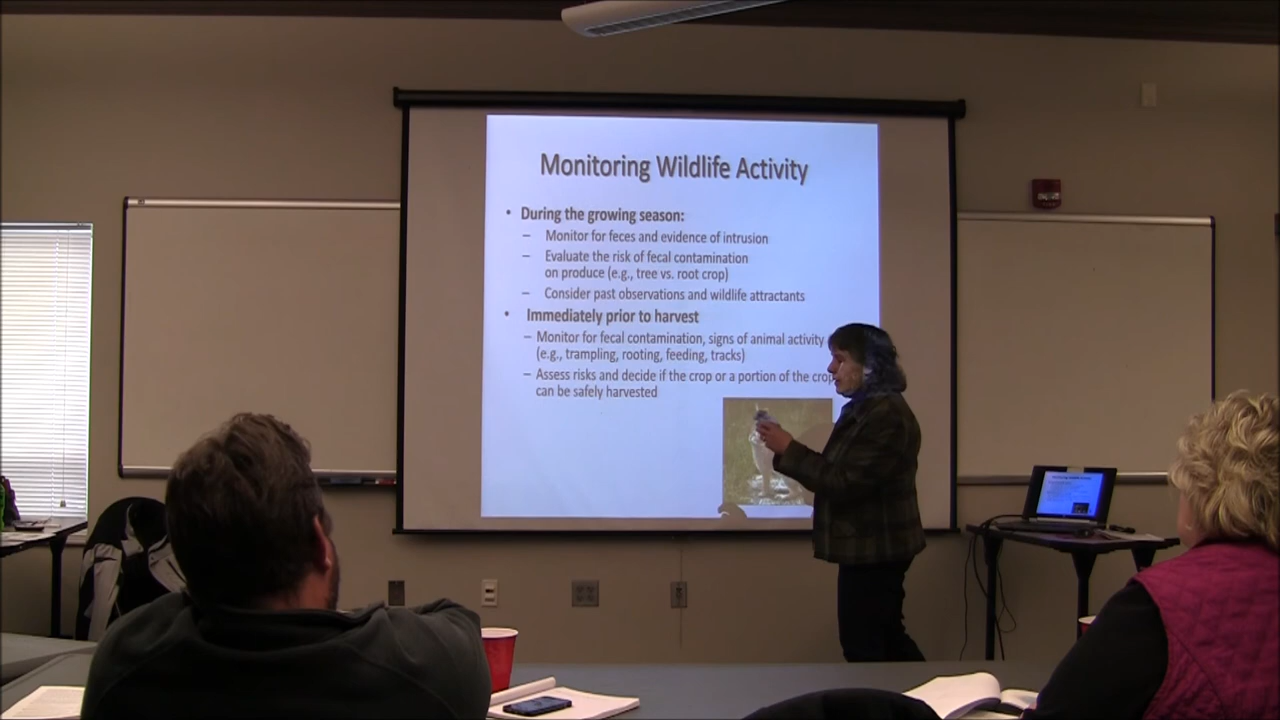 Monitoring Wildlife Activity
• During the growing season:
– Monitor for feces and evidence of intrusion
– Evaluate the risk of fecal contamination
on produce (e.g., tree vs. root crop)
– Consider past observations and wildlife attractants
• Immediately prior to harvest
– Monitor for fecal contamination, signs of animal activity
(e.g., trampling, rooting, feeding, tracks)
– Assess risks and decide if the crop or a portion of the crop
can be safely harvested